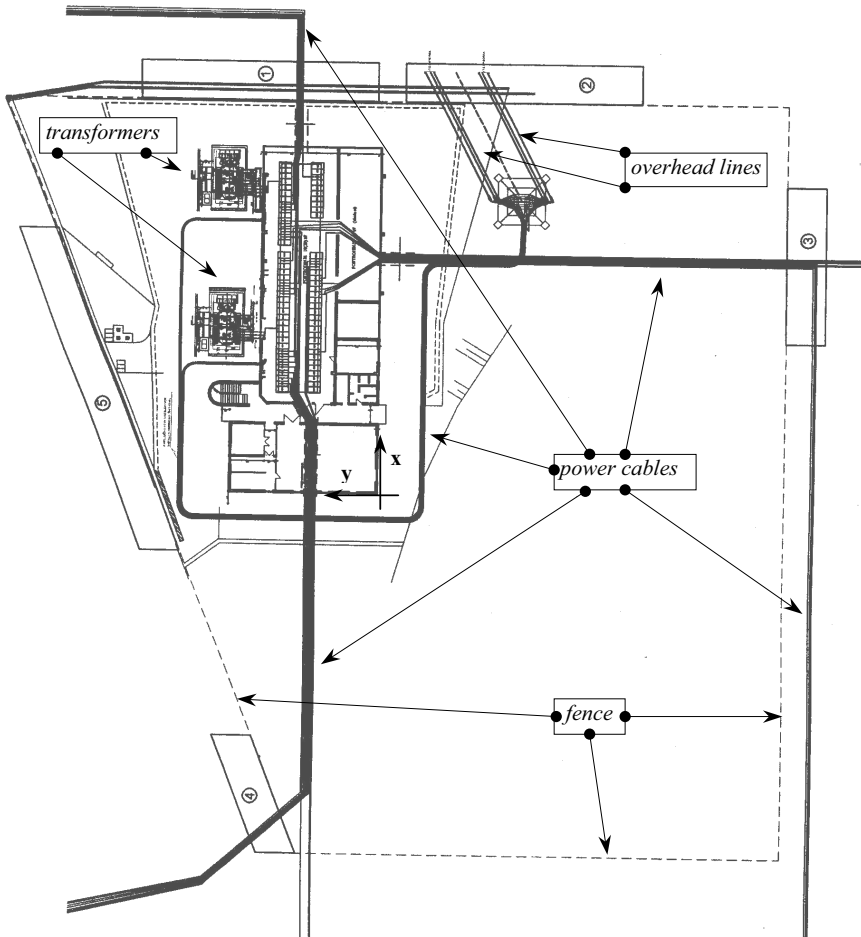 ①
②
transformers
overhead lines
③
⑤
x
power cables
y
fence
④